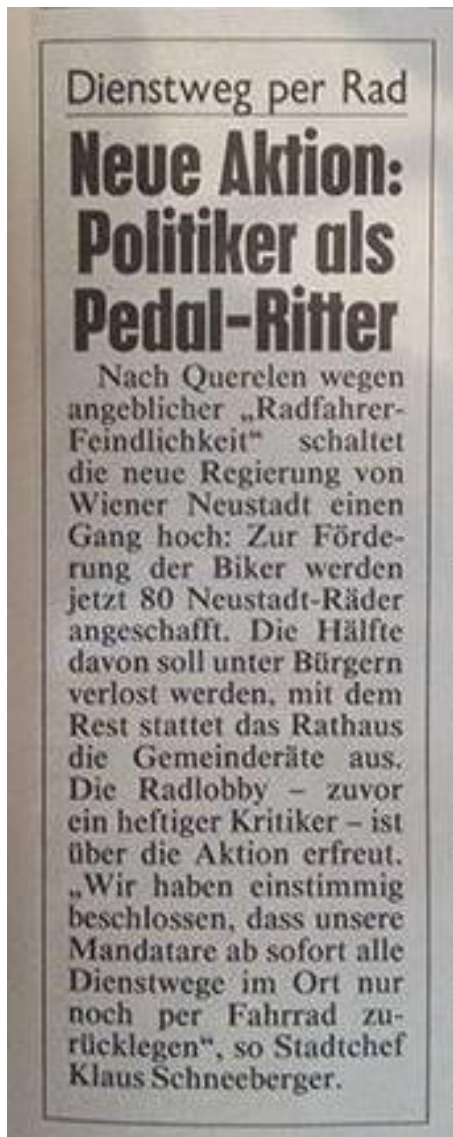 Dienstweg per Rad
Neue Aktion:
Politiker als
Pedal-Ritter
Nach Querelen wegen
angeblicher „Radfahrer-
Feindlichkeit“ schaltet
die neue Regierung von
Wiener Neustadt einen
Gang hoch: Zur Förde-
rung der Biker werden
jetzt 80 Neustadt-Räder
angeschafft. Die Hälfte
davon soll unter Bürgern
verlost werden, mit dem
Rest stattet das Rathaus
die Gemeinderäte aus.
Die Radlobby – zuvor
ein heftiger Kritiker – ist
über die Aktion erfreut.
„Wir haben einstimmig
beschlossen, dass unsere
Mandatare ab sofort alle
Dienstwege im Ort nur
noch per Fahrrad zu-
rücklegen“, so Stadtchef
Klaus Schneeberger.